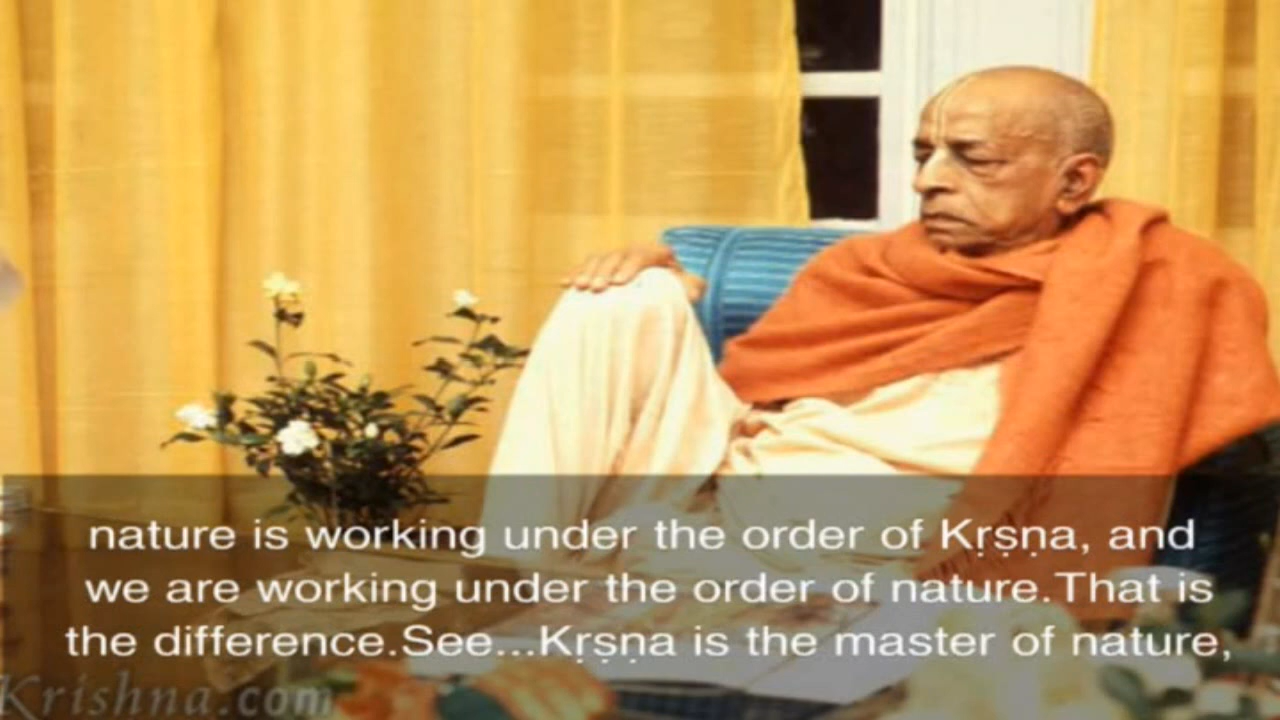 nature is working under the order of Kṛṣṇa, and
we are working under the order of nature.That is
the difference.See...Kṛṣṇa is the master of nature,
Krishna.com